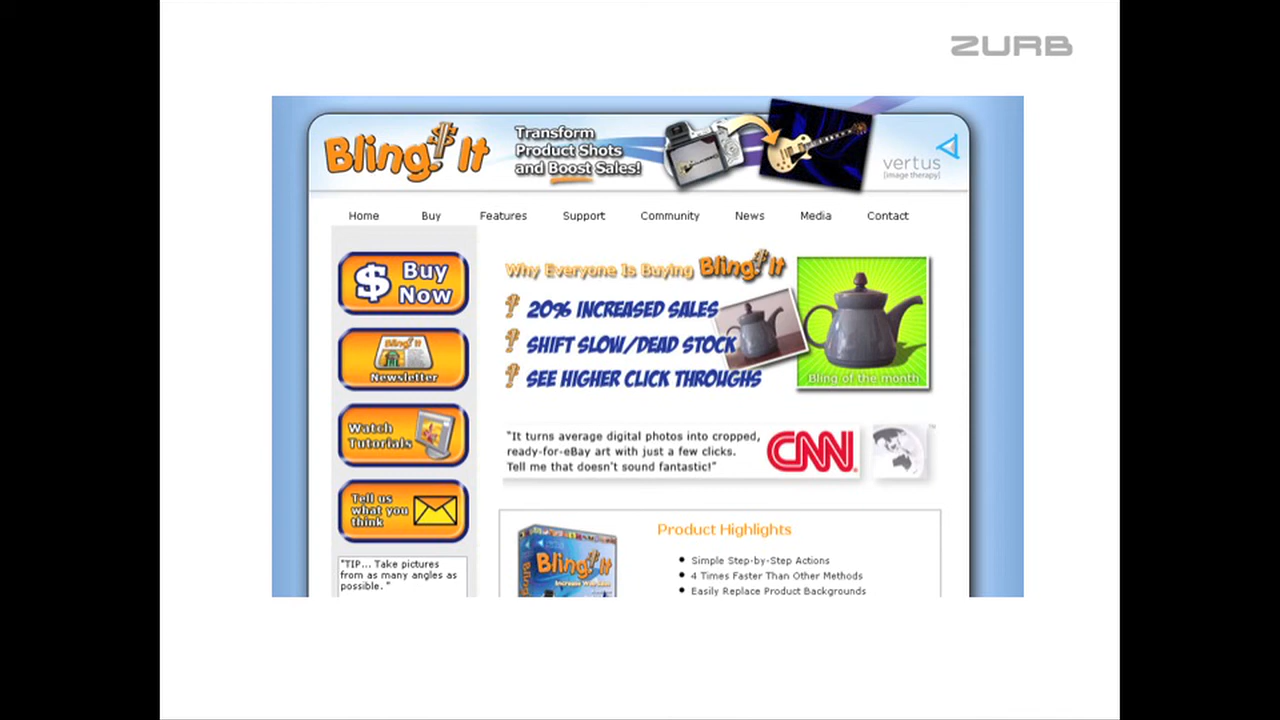 ZURB
Bling! It
Transform
Product Shots
and Boost Sales!
vertus
[image therapy]
Home Buy Features Support Community News Media Contact
$ Buy
Now
Bling! It
Newsletter
Watch
Tutorials
Tell us
what you
think
"TIP... Take pictures
from as many angles as
possible. "
Why Everyone Is Buying Bling! It
20% INCREASED SALES
SHIFT SLOW/DEAD STOCK
SEE HIGHER CLICK THROUGHS
Bling of the month
"It turns average digital photos into cropped,
ready-for-eBay art with just a few clicks.
Tell me that doesn't sound fantastic!"
CNN
Bling! It
Product Highlights
Simple Step-by-Step Actions
4 Times Faster Than Other Methods
Easily Replace Product Backgrounds